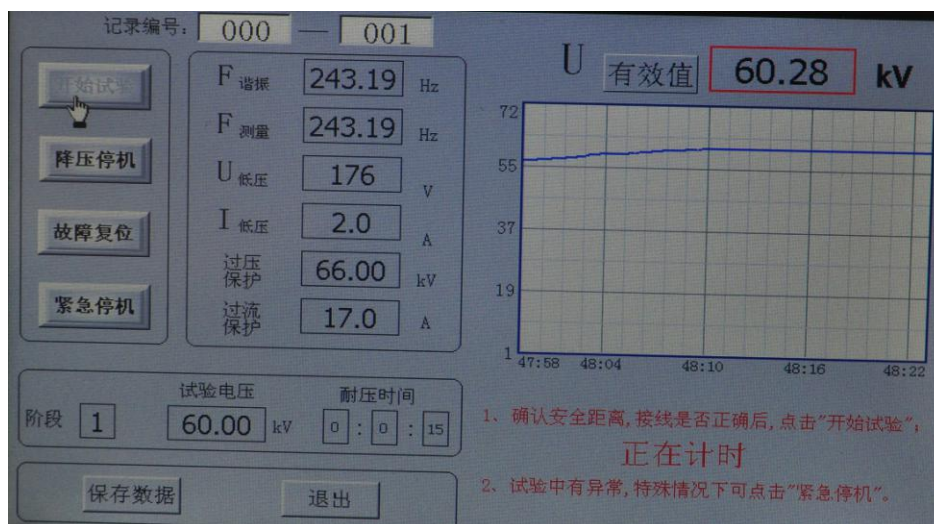 记录编号: 000 — 001
开始试验
降压停机
故障复位
紧急停机
F 谐振 243.19 Hz
F 测量 243.19 Hz
U 低压 176 V
I 低压 2.0 A
过压保护 66.00 kV
过流保护 17.0 A
U 有效值 60.28 kV
72
55
37
19
1
47:58 48:04 48:10 48:16 48:22
试验电压 耐压时间
阶段 1 60.00 kV 0 : 0 : 15
保存数据 退出
1、确认安全距离,接线是否正确后,点击"开始试验";
正在计时
2、试验中有异常,特殊情况下可点击"紧急停机"。